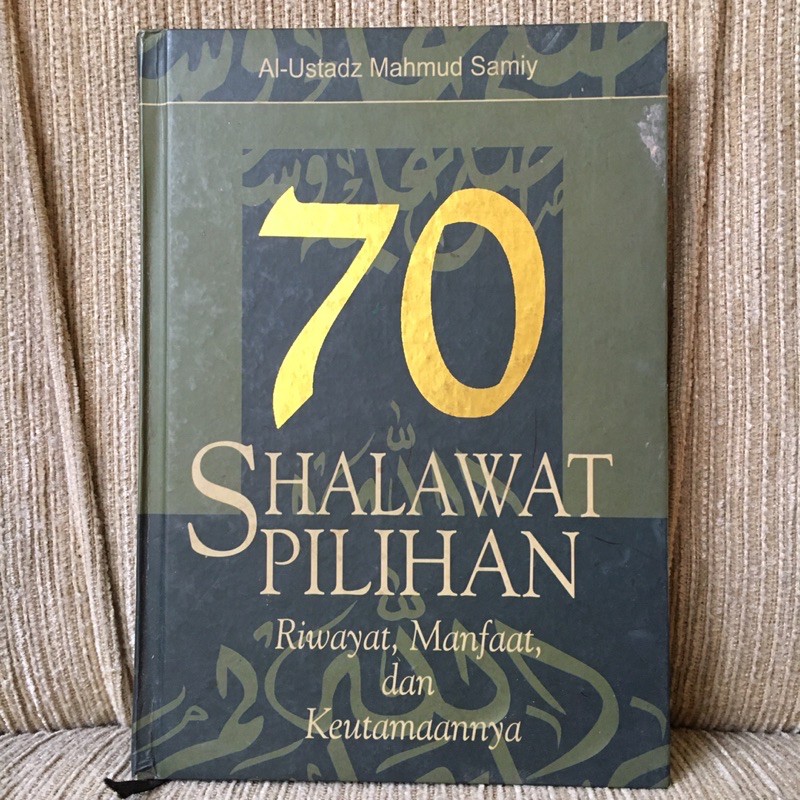 Al-Ustadz Mahmud Samiy
70
SHALAWAT
PILIHAN
Riwayat, Manfaat,
dan
Keutamaannya